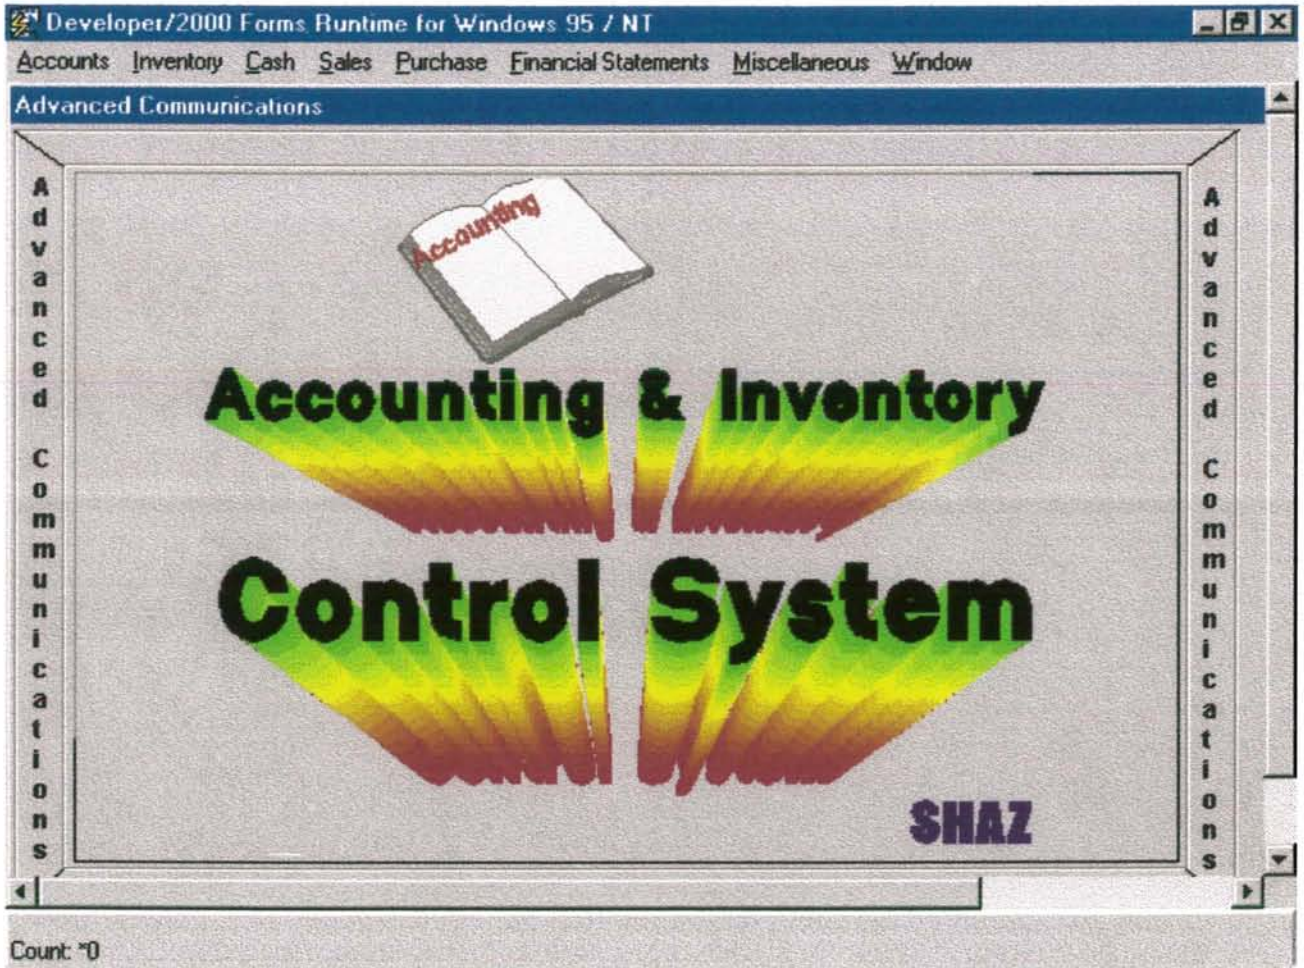 Developer/2000 Forms Runtime for Windows 95 / NT
Accounts Inventory Cash Sales Purchase Financial Statements Miscellaneous Window
Advanced Communications
Advanced Communications
Accounting
Accounting & Inventory
Control System
SHAZ
Advanced Communications
Count: *0